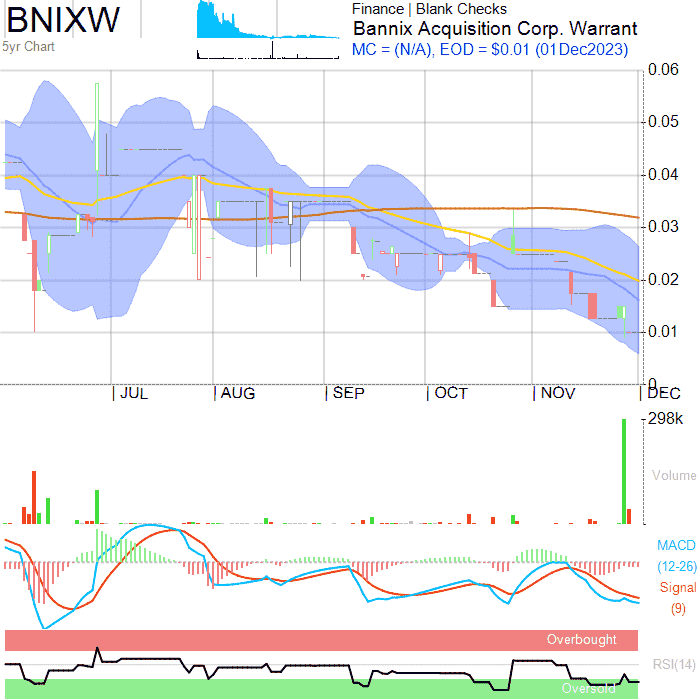 BNIXW
5yr Chart
Finance | Blank Checks
Bannix Acquisition Corp. Warrant
MC = (N/A), EOD = $0.01 (01Dec2023)
0.06
0.05
0.04
0.03
0.02
0.01
0
JUL AUG SEP OCT NOV DEC
298k
Volume
MACD
(12-26)
Signal
(9)
Overbought
RSI(14)
Oversold